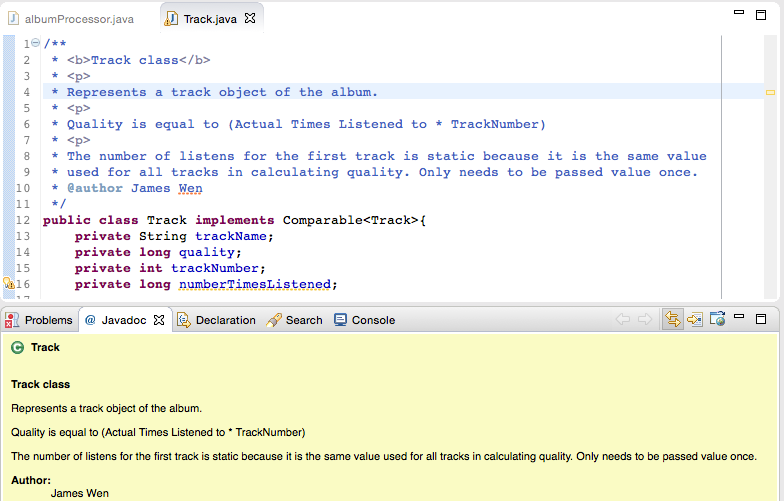 albumProcessor.java Track.java
1 /**
2 * <b>Track class</b>
3 * <p>
4 * Represents a track object of the album.
5 * <p>
6 * Quality is equal to (Actual Times Listened to * TrackNumber)
7 * <p>
8 * The number of listens for the first track is static because it is the same value
9 * used for all tracks in calculating quality. Only needs to be passed value once.
10 * @author James Wen
11 */
12 public class Track implements Comparable<Track>{
13 private String trackName;
14 private long quality;
15 private int trackNumber;
16 private long numberTimesListened;
17
Problems @ Javadoc Declaration Search Console
C Track
Track class
Represents a track object of the album.
Quality is equal to (Actual Times Listened to * TrackNumber)
The number of listens for the first track is static because it is the same value used for all tracks in calculating quality. Only needs to be passed value once.
Author:
James Wen